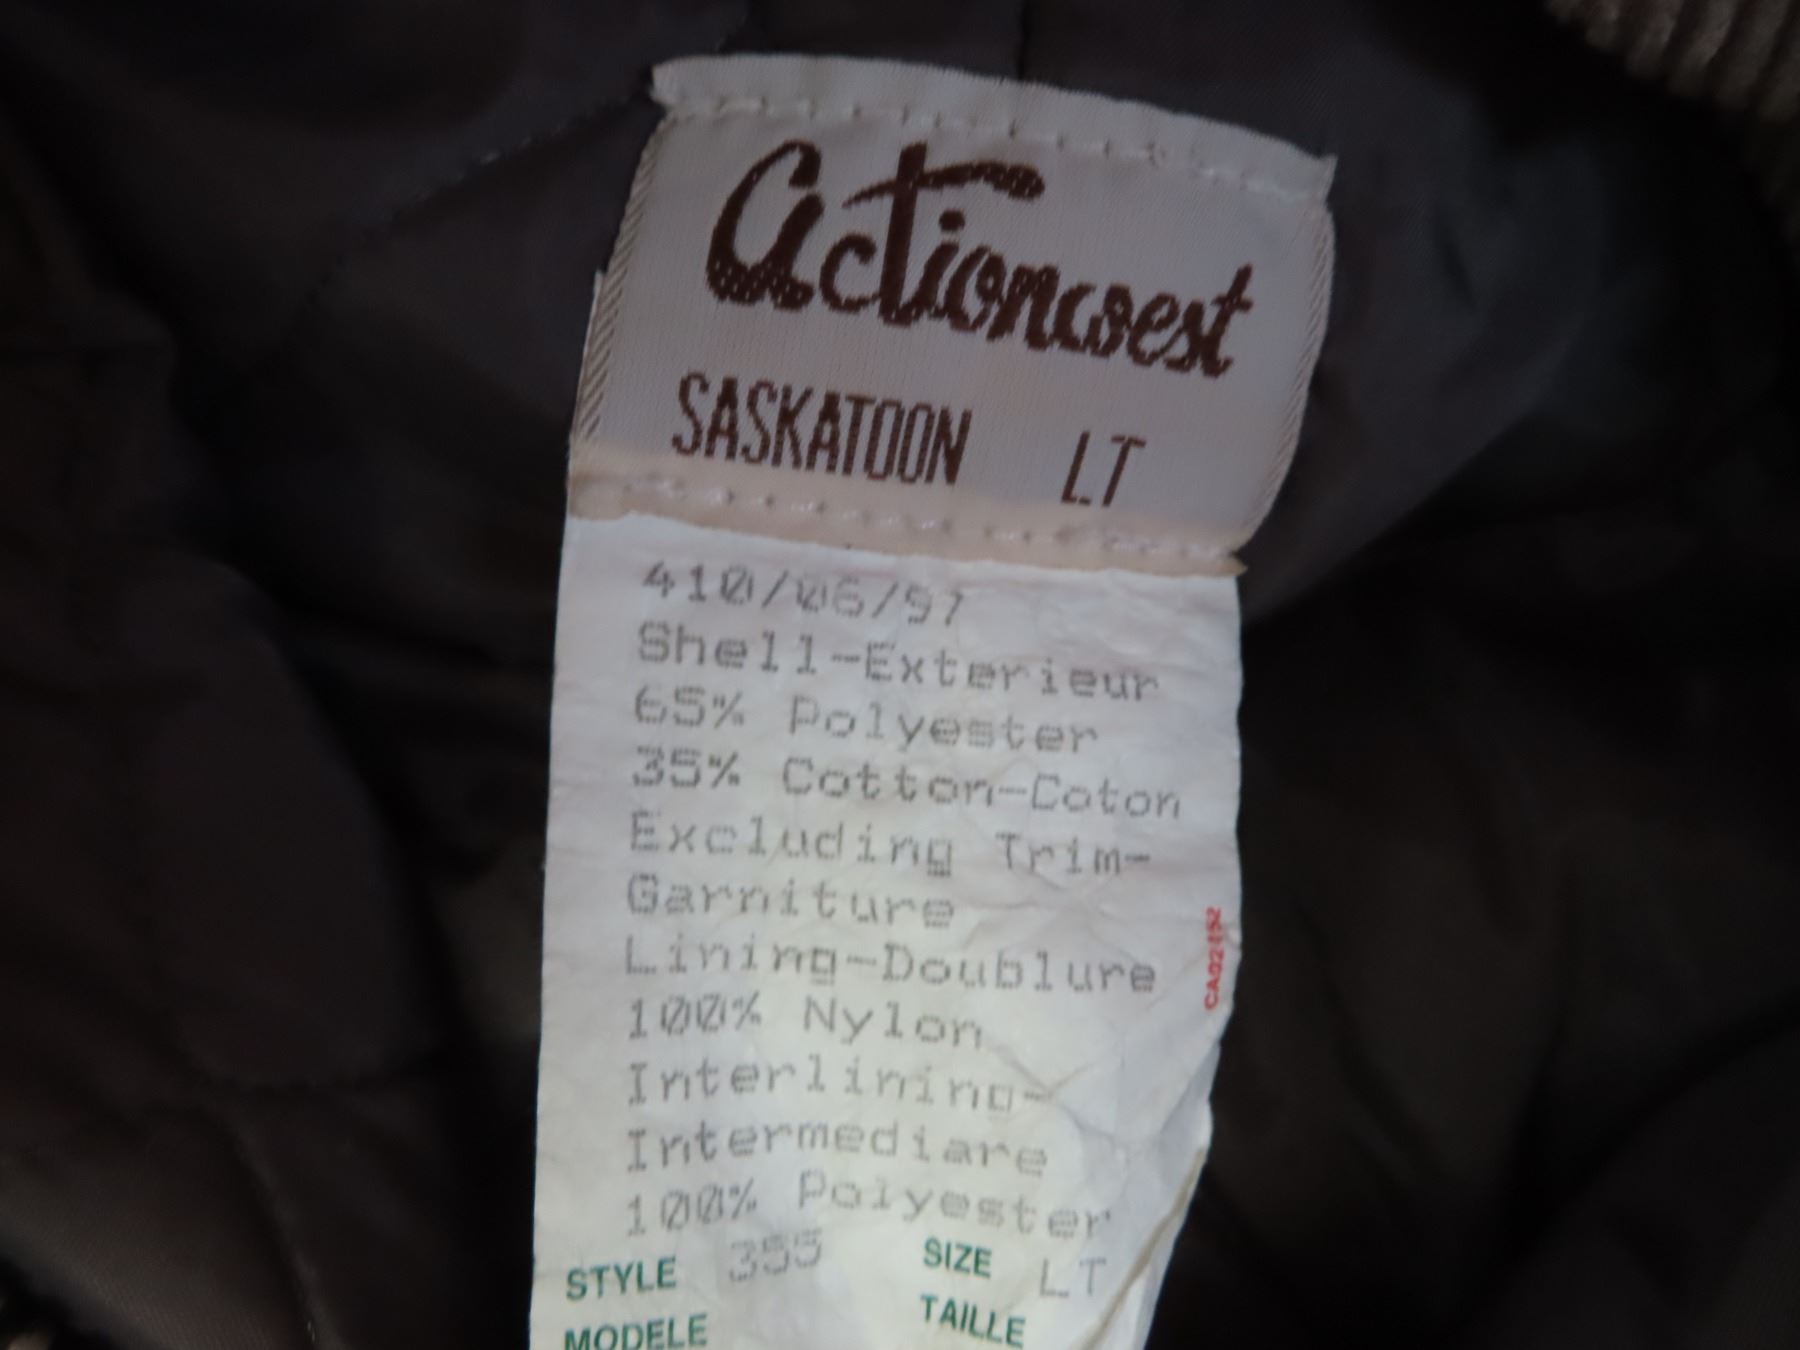 actionwest
SASKATOON LT
410/06/97
Shell-Exterieur
65% Polyester
35% Cotton-Coton
Excluding Trim-
Garniture
Lining-Doublure
100% Nylon
Interlining-
Intermediare
100% Polyester
STYLE 355 SIZE LT
MODELE TAILLE
CA02452